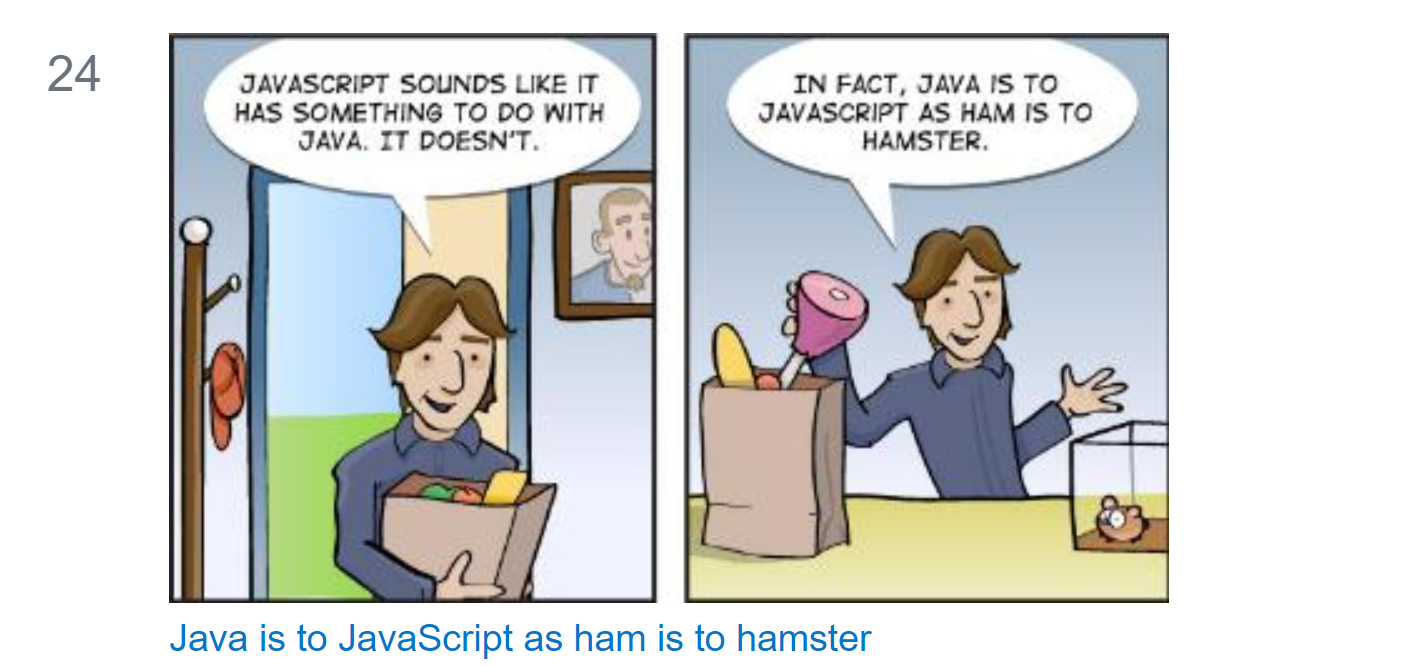 24
JAVASCRIPT SOUNDS LIKE IT
HAS SOMETHING TO DO WITH
JAVA. IT DOESN'T.
IN FACT, JAVA IS TO
JAVASCRIPT AS HAM IS TO
HAMSTER.
Java is to JavaScript as ham is to hamster